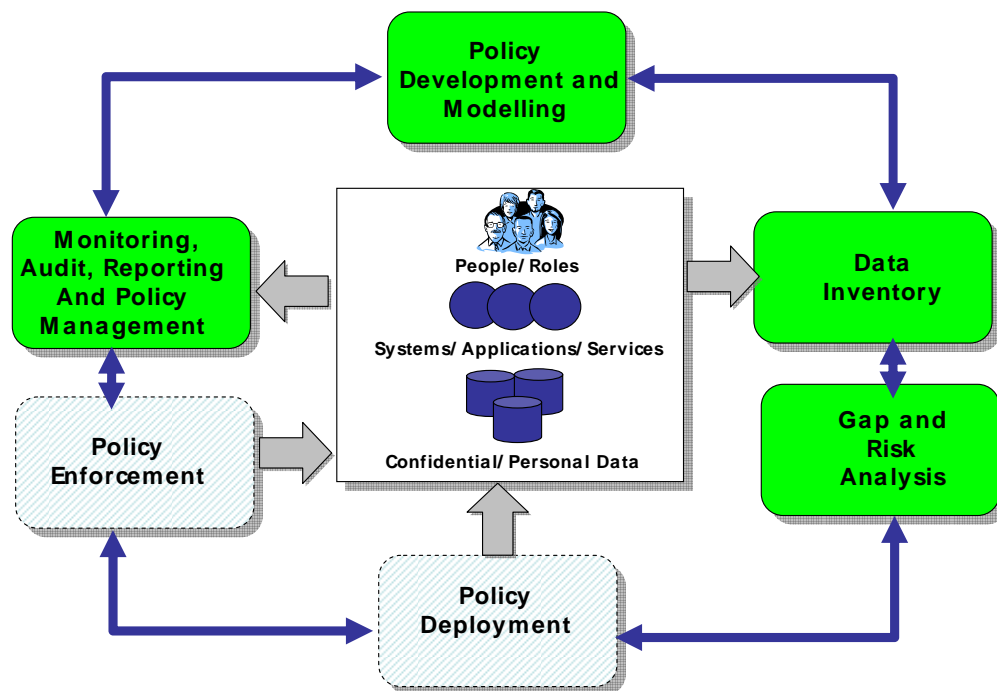 Policy
Development and
Modelling
Monitoring,
Audit, Reporting
And Policy
Management
People/ Roles
Systems/ Applications/ Services
Confidential/ Personal Data
Data
Inventory
Policy
Enforcement
Gap and
Risk
Analysis
Policy
Deployment